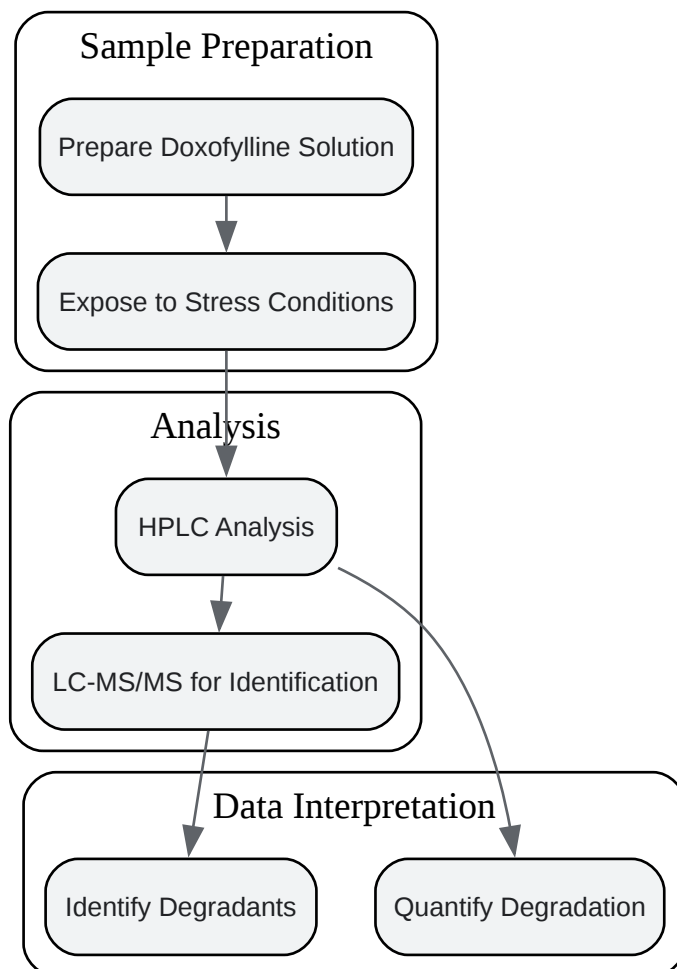 Sample Preparation
Prepare Doxofylline Solution
Expose to Stress Conditions
Analysis
HPLC Analysis
LC-MS/MS for Identification
Data Interpretation
Identify Degradants
Quantify Degradation